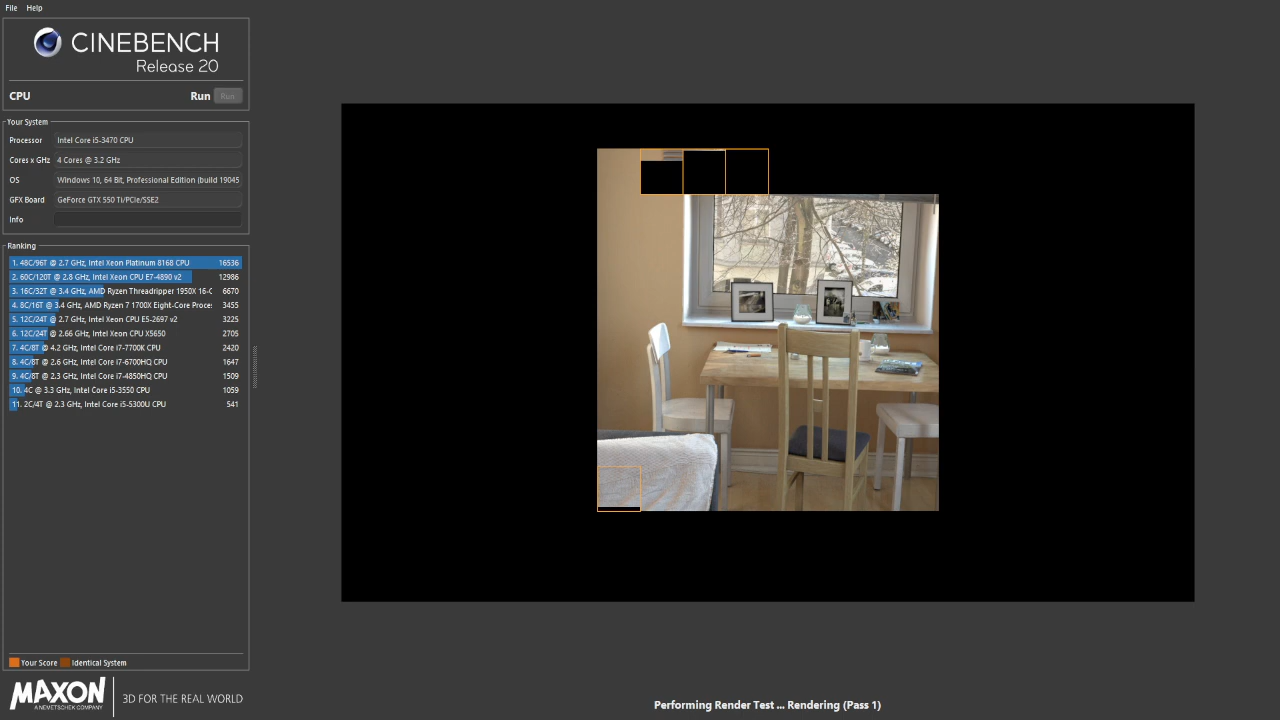 File Help
CINEBENCH
Release 20
CPU Run Run
Your System
Processor Intel Core i5-3470 CPU
Cores x GHz 4 Cores @ 3.2 GHz
OS Windows 10, 64 Bit, Professional Edition (build 19045
GFX Board GeForce GTX 550 Ti/PCIe/SSE2
Info
Ranking
1. 48C/96T @ 2.7 GHz, Intel Xeon Platinum 8168 CPU 16536
2. 60C/120T @ 2.8 GHz, Intel Xeon CPU E7-4890 v2 12986
3. 16C/32T @ 3.4 GHz, AMD Ryzen Threadripper 1950X 16-C 6670
4. 8C/16T @ 3.4 GHz, AMD Ryzen 7 1700X Eight-Core Proce: 3455
5. 12C/24T @ 2.7 GHz, Intel Xeon CPU E5-2697 v2 3225
6. 12C/24T @ 2.66 GHz, Intel Xeon CPU X5650 2705
7. 4C/8T @ 4.2 GHz, Intel Core i7-7700K CPU 2420
8. 4C/8T @ 2.6 GHz, Intel Core i7-6700HQ CPU 1647
9. 4C/8T @ 2.3 GHz, Intel Core i7-4850HQ CPU 1509
10. 4C @ 3.3 GHz, Intel Core i5-3550 CPU 1059
11. 2C/4T @ 2.3 GHz, Intel Core i5-5300U CPU 541
Your Score Identical System
MAXON
A NEMETSCHEK COMPANY
3D FOR THE REAL WORLD
Performing Render Test ... Rendering (Pass 1)